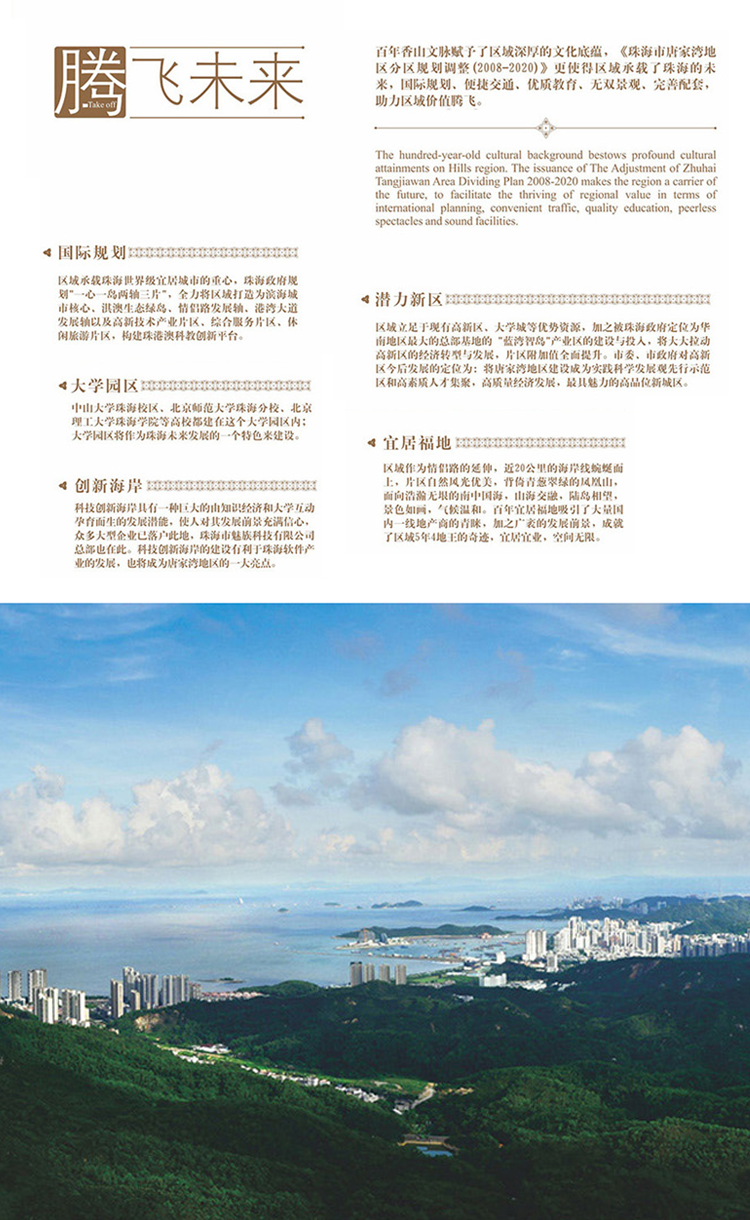 腾飞未来
Take off
百年香山文脉赋予了区域深厚的文化底蕴，《珠海市唐家湾地
区分区规划调整(2008-2020)》更使得区域承载了珠海的未
来，国际规划、便捷交通、优质教育、无双景观、完善配套，
助力区域价值腾飞。
The hundred-year-old cultural background bestows profound cultural
attainments on Hills region. The issuance of The Adjustment of Zhuhai
Tangjiawan Area Dividing Plan 2008-2020 makes the region a carrier of
the future, to facilitate the thriving of regional value in terms of
international planning, convenient traffic, quality education, peerless
spectacles and sound facilities.
国际规划
区域承载珠海世界级宜居城市的重心，珠海政府规
划"一心一岛两轴三片"，全力将区域打造为滨海城
市核心、淇澳生态绿岛、情侣路发展轴、港湾大道
发展轴以及高新技术产业片区、综合服务片区、休
闲旅游片区，构建珠港澳科教创新平台。
大学园区
中山大学珠海校区、北京师范大学珠海分校、北京
理工大学珠海学院等高校都建在这个大学园区内；
大学园区将作为珠海未来发展的一个特色来建设。
创新海岸
科技创新海岸具有一种巨大的由知识经济和大学互动
孕育而生的发展潜能，使人对其发展前景充满信心，
众多大型企业已落户此地，珠海市魅族科技有限公司
总部也在此。科技创新海岸的建设有利于珠海软件产
业的发展，也将成为唐家湾地区的一大亮点。
潜力新区
区域立足于现有高新区、大学城等优势资源，加之被珠海政府定位为华
南地区最大的总部基地的 "蓝湾智岛"产业区的建设与投入，将大大拉动
高新区的经济转型与发展，片区附加值全面提升。市委、市政府对高新
区今后发展的定位为：将唐家湾地区建设成为实践科学发展观先行示范
区和高素质人才集聚，高质量经济发展，最具魅力的高品位新城区。
宜居福地
区域作为情侣路的延伸，近20公里的海岸线蜿蜒而
上，片区自然风光优美，背倚青葱翠绿的凤凰山，
面向浩瀚无垠的南中国海，山海交融，陆岛相望，
景色如画，气候温和。百年宜居福地吸引了大量国
内一线地产商的青睐，加之广袤的发展前景，成就
了区域5年4地王的奇迹，宜居宜业，空间无限。